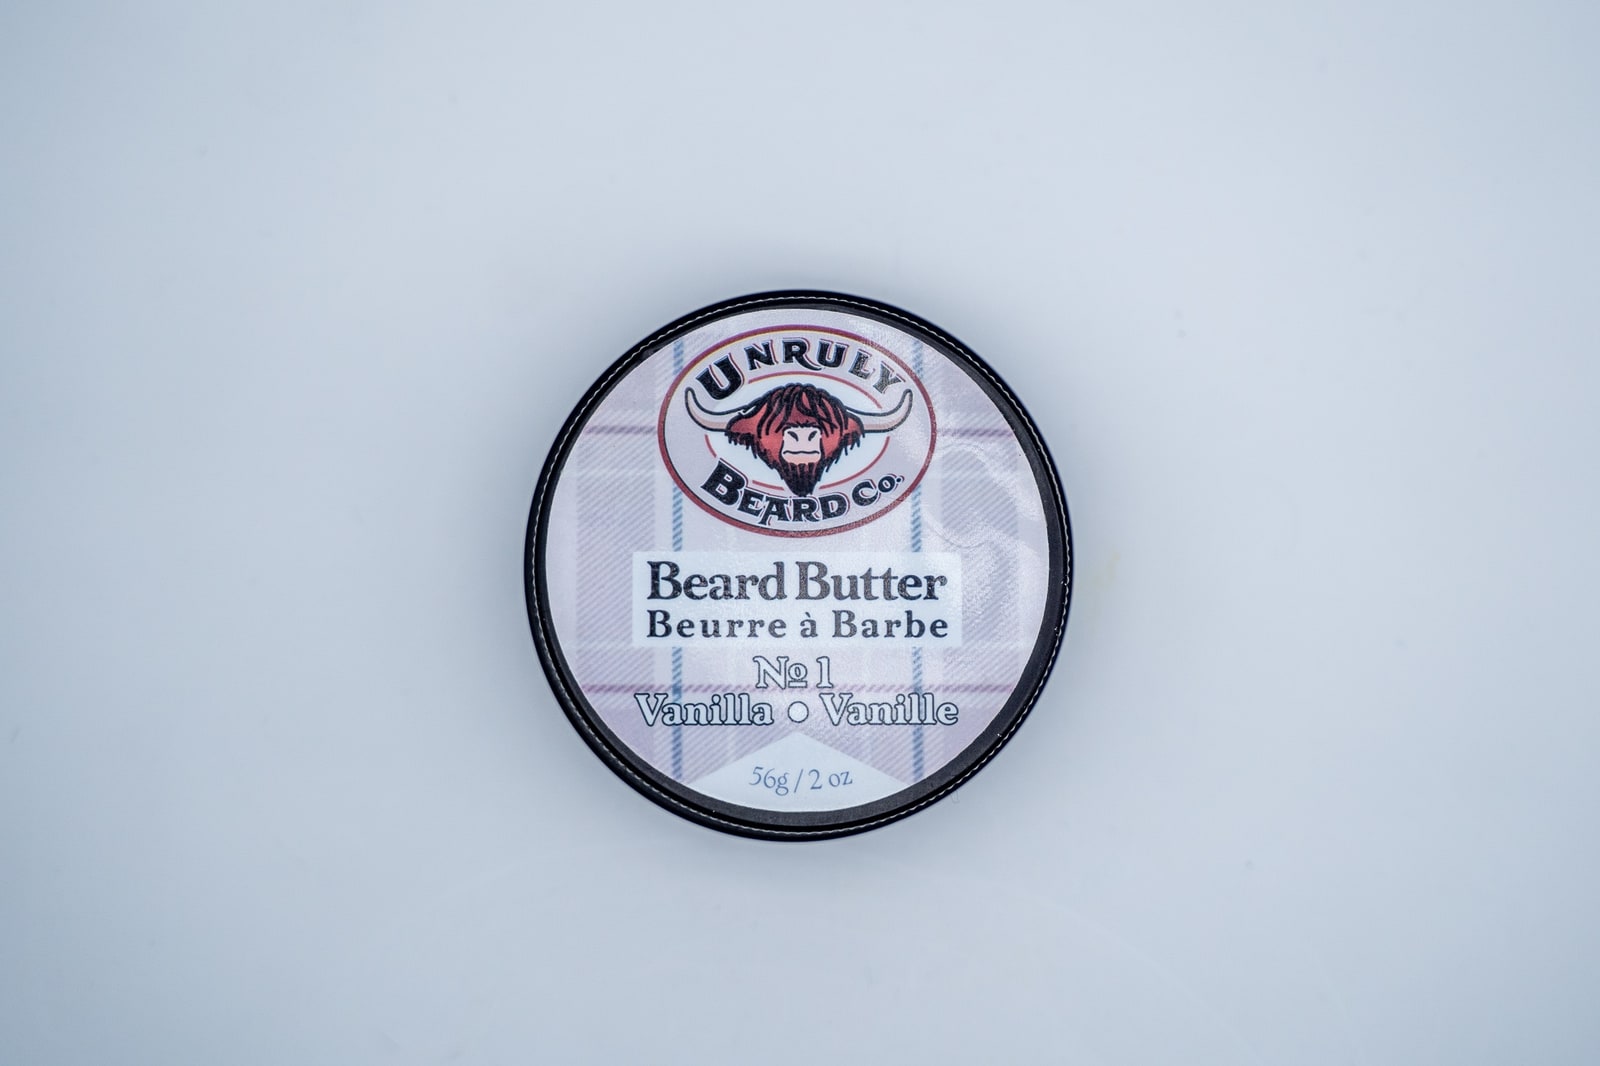 UNRULY
BEARD CO.
Beard Butter
Beurre à Barbe
№ 1
Vanilla • Vanille
56g / 2 oz